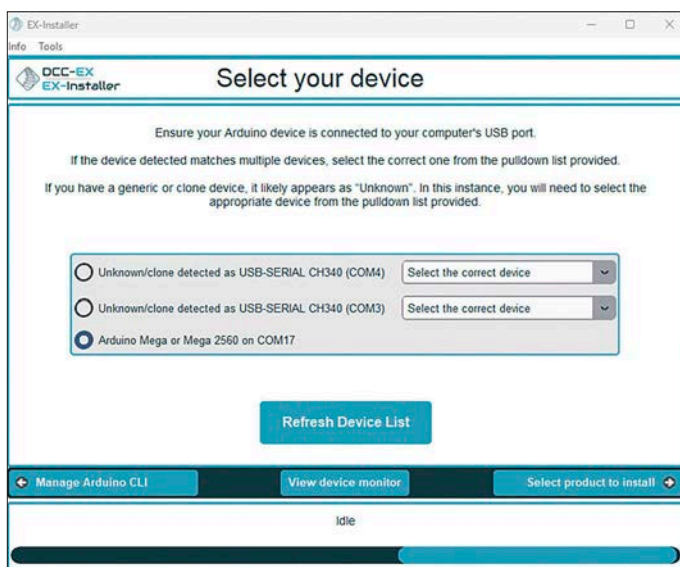 EX-Installer
Info Tools
DCC-EX
EX-Installer
Select your device
Ensure your Arduino device is connected to your computer's USB port.
If the device detected matches multiple devices, select the correct one from the pulldown list provided.
If you have a generic or clone device, it likely appears as "Unknown". In this instance, you will need to select the
appropriate device from the pulldown list provided.
Unknown/clone detected as USB-SERIAL CH340 (COM4) Select the correct device
Unknown/clone detected as USB-SERIAL CH340 (COM3) Select the correct device
Arduino Mega or Mega 2560 on COM17
Refresh Device List
Manage Arduino CLI View device monitor Select product to install
Idle